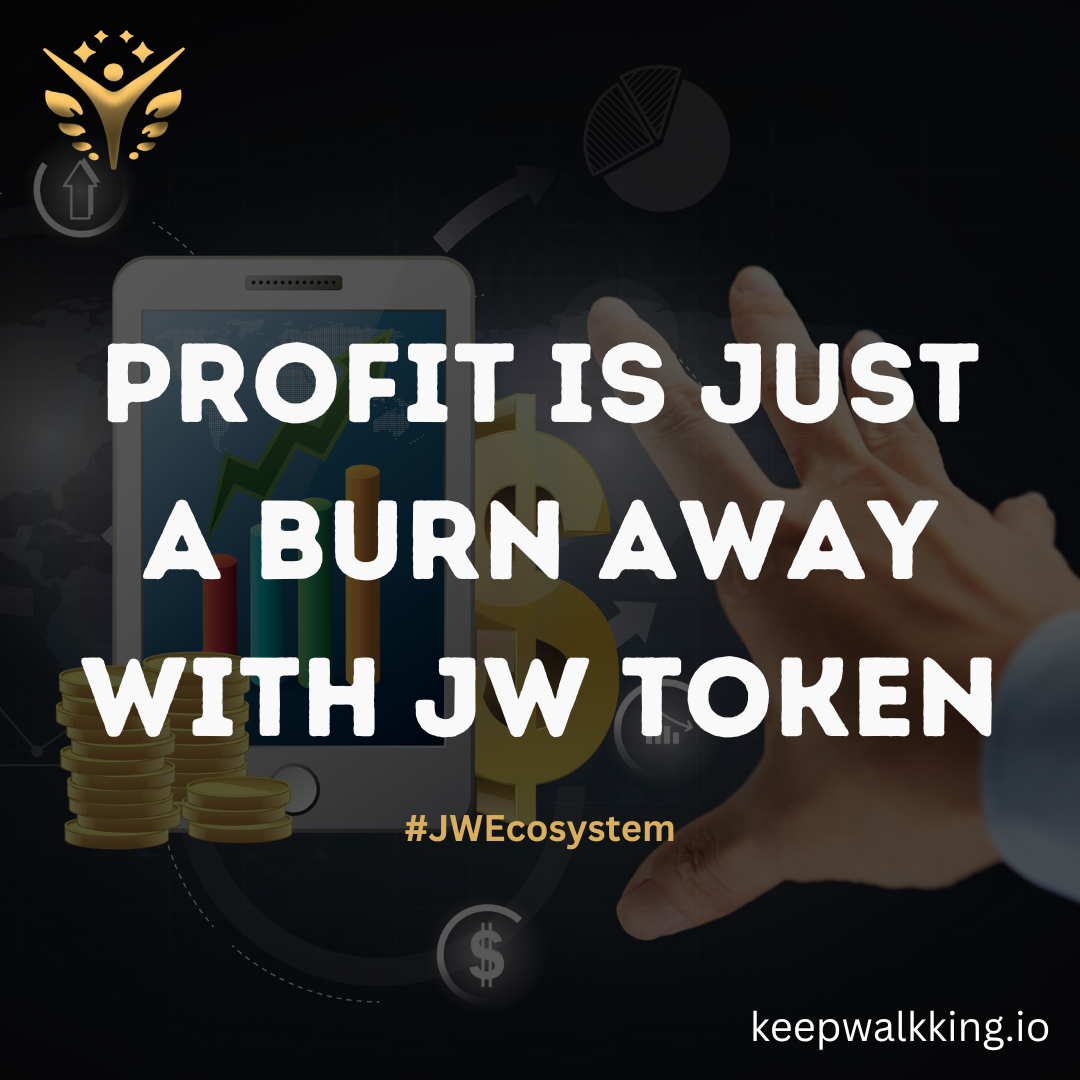 PROFIT IS JUST
A BURN AWAY
WITH JW TOKEN
#JWEcosystem
keepwalkking.io